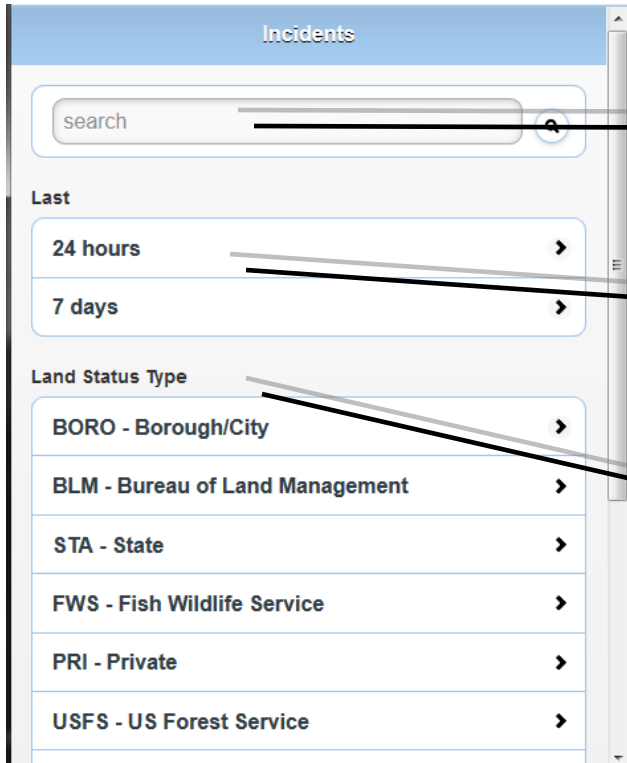 Incidents
search
Last
24 hours
7 days
Land Status Type
BORO - Borough/City
BLM - Bureau of Land Management
STA - State
FWS - Fish Wildlife Service
PRI - Private
USFS - US Forest Service